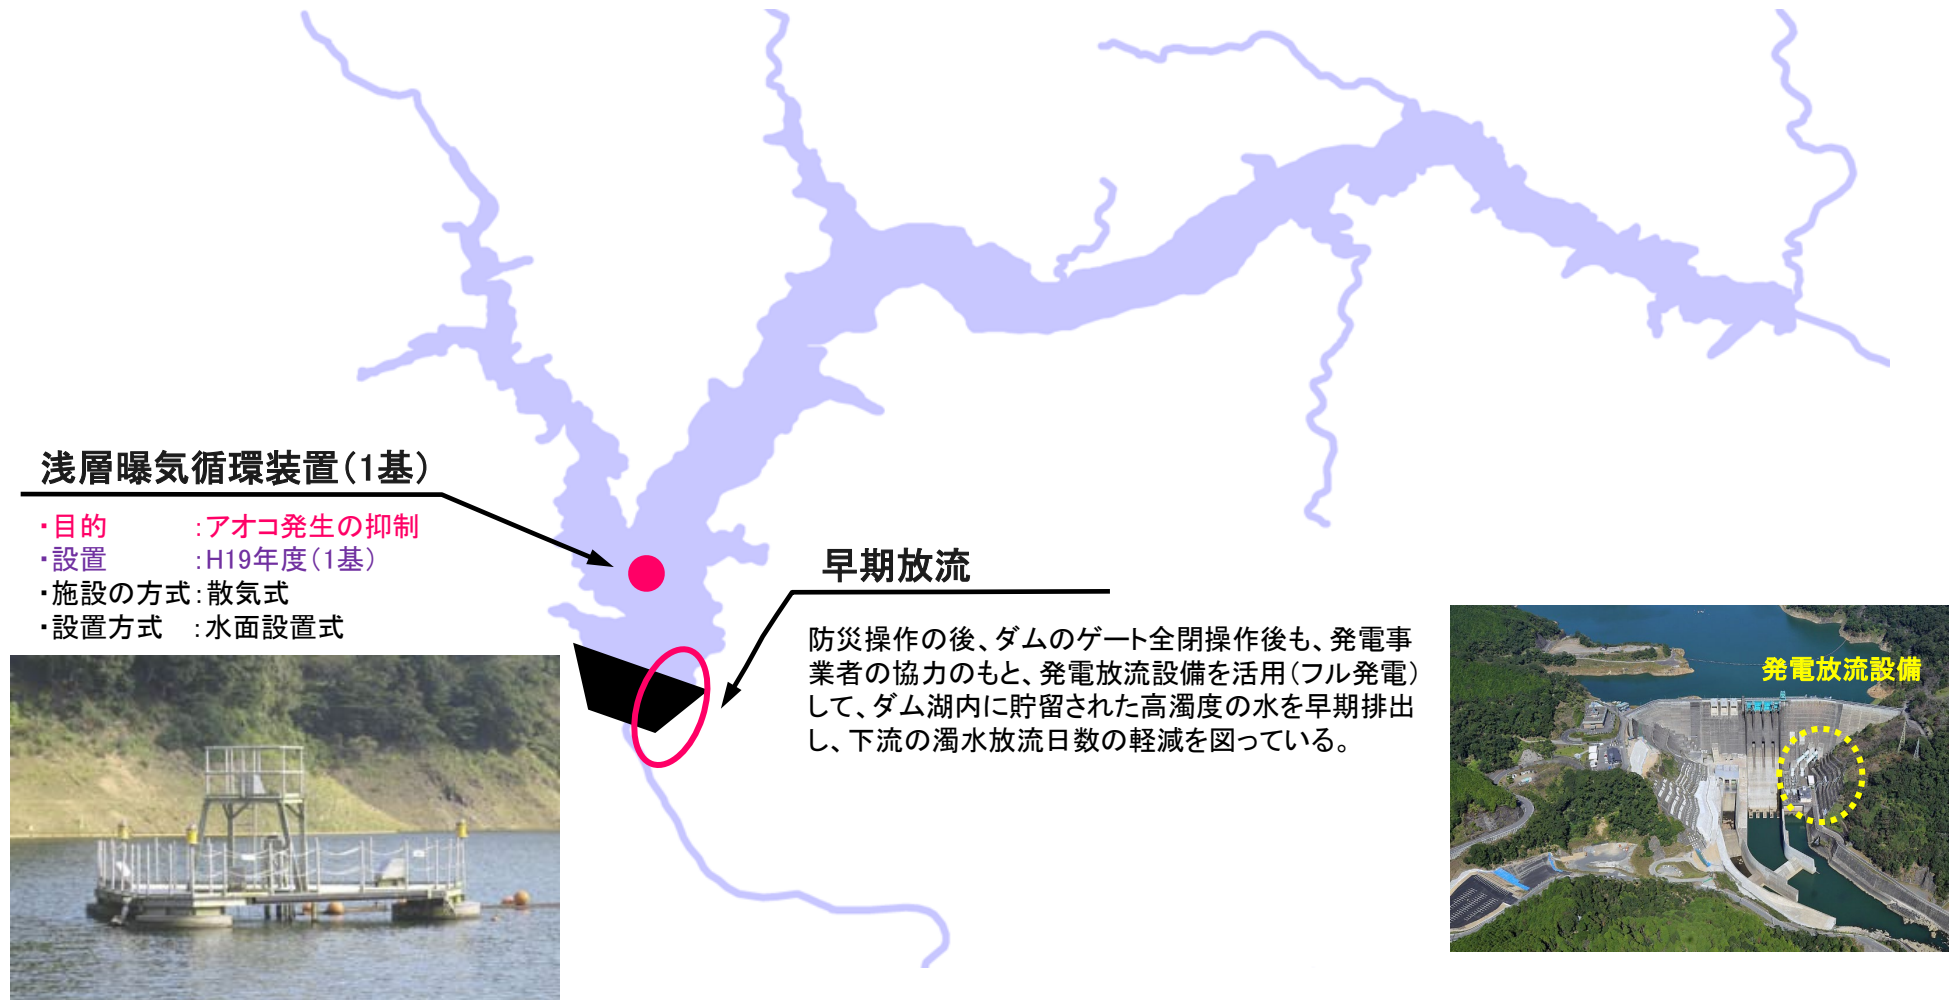 浅層曝気循環装置(1基)
・目的　　　:アオコ発生の抑制
・設置　　　:H19年度(1基)
・施設の方式:散気式
・設置方式　:水面設置式
早期放流
防災操作の後、ダムのゲート全閉操作後も、発電事
業者の協力のもと、発電放流設備を活用(フル発電)
して、ダム湖内に貯留された高濁度の水を早期排出
し、下流の濁水放流日数の軽減を図っている。
発電放流設備